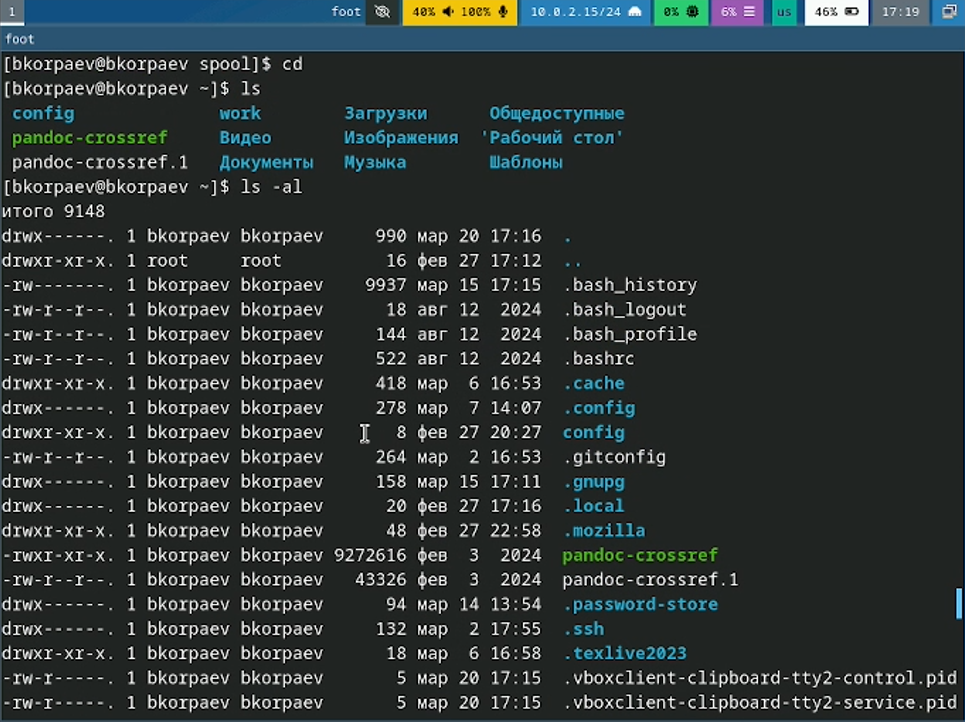 1 foot 40% 100% 10.0.2.15/24 0% 6% us 46% 17:19
foot
[bkorpaev@bkorpaev spool]$ cd
[bkorpaev@bkorpaev ~]$ ls
config work Загрузки Общедоступные
pandoc-crossref Видео Изображения 'Рабочий стол'
pandoc-crossref.1 Документы Музыка Шаблоны
[bkorpaev@bkorpaev ~]$ ls -al
итого 9148
drwx------. 1 bkorpaev bkorpaev 990 мар 20 17:16 .
drwxr-xr-x. 1 root root 16 фев 27 17:12 ..
-rw-------. 1 bkorpaev bkorpaev 9937 мар 15 17:15 .bash_history
-rw-r--r--. 1 bkorpaev bkorpaev 18 авг 12 2024 .bash_logout
-rw-r--r--. 1 bkorpaev bkorpaev 144 авг 12 2024 .bash_profile
-rw-r--r--. 1 bkorpaev bkorpaev 522 авг 12 2024 .bashrc
drwxr-xr-x. 1 bkorpaev bkorpaev 418 мар 6 16:53 .cache
drwx------. 1 bkorpaev bkorpaev 278 мар 7 14:07 .config
drwxr-xr-x. 1 bkorpaev bkorpaev 8 фев 27 20:27 config
-rw-r--r--. 1 bkorpaev bkorpaev 264 мар 2 16:53 .gitconfig
drwx------. 1 bkorpaev bkorpaev 158 мар 15 17:11 .gnupg
drwx------. 1 bkorpaev bkorpaev 20 фев 27 17:16 .local
drwxr-xr-x. 1 bkorpaev bkorpaev 48 фев 27 22:58 .mozilla
-rwxr-xr-x. 1 bkorpaev bkorpaev 9272616 фев 3 2024 pandoc-crossref
-rw-r--r--. 1 bkorpaev bkorpaev 43326 фев 3 2024 pandoc-crossref.1
drwx------. 1 bkorpaev bkorpaev 94 мар 14 13:54 .password-store
drwx------. 1 bkorpaev bkorpaev 132 мар 2 17:55 .ssh
drwxr-xr-x. 1 bkorpaev bkorpaev 18 мар 6 16:58 .texlive2023
-rw-r--r--. 1 bkorpaev bkorpaev 5 мар 20 17:15 .vboxclient-clipboard-tty2-control.pid
-rw-r--r--. 1 bkorpaev bkorpaev 5 мар 20 17:15 .vboxclient-clipboard-tty2-service.pid